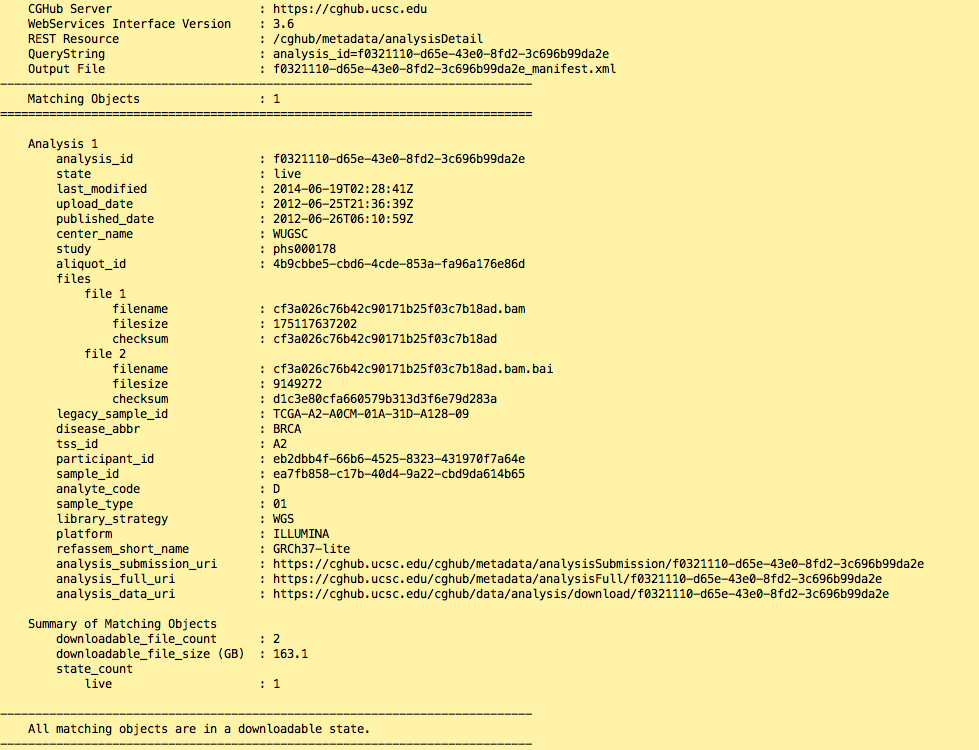 CGHub Server : https://cghub.ucsc.edu
WebServices Interface Version : 3.6
REST Resource : /cghub/metadata/analysisDetail
QueryString : analysis_id=f0321110-d65e-43e0-8fd2-3c696b99da2e
Output File : f0321110-d65e-43e0-8fd2-3c696b99da2e_manifest.xml
Matching Objects : 1
Analysis 1
analysis_id : f0321110-d65e-43e0-8fd2-3c696b99da2e
state : live
last_modified : 2014-06-19T02:28:41Z
upload_date : 2012-06-25T21:36:39Z
published_date : 2012-06-26T06:10:59Z
center_name : WUGSC
study : phs000178
aliquot_id : 4b9cbbe5-cbd6-4cde-853a-fa96a176e86d
files
file 1
filename : cf3a026c76b42c90171b25f03c7b18ad.bam
filesize : 175117637202
checksum : cf3a026c76b42c90171b25f03c7b18ad
file 2
filename : cf3a026c76b42c90171b25f03c7b18ad.bam.bai
filesize : 9149272
checksum : d1c3e80cfa660579b313d3f6e79d283a
legacy_sample_id : TCGA-A2-A0CM-01A-31D-A128-09
disease_abbr : BRCA
tss_id : A2
participant_id : eb2dbb4f-66b6-4525-8323-431970f7a64e
sample_id : ea7fb858-c17b-40d4-9a22-cbd9da614b65
analyte_code : D
sample_type : 01
library_strategy : WGS
platform : ILLUMINA
refassem_short_name : GRCh37-lite
analysis_submission_uri : https://cghub.ucsc.edu/cghub/metadata/analysisSubmission/f0321110-d65e-43e0-8fd2-3c696b99da2e
analysis_full_uri : https://cghub.ucsc.edu/cghub/metadata/analysisFull/f0321110-d65e-43e0-8fd2-3c696b99da2e
analysis_data_uri : https://cghub.ucsc.edu/cghub/data/analysis/download/f0321110-d65e-43e0-8fd2-3c696b99da2e
Summary of Matching Objects
downloadable_file_count : 2
downloadable_file_size (GB) : 163.1
state_count
live : 1
All matching objects are in a downloadable state.